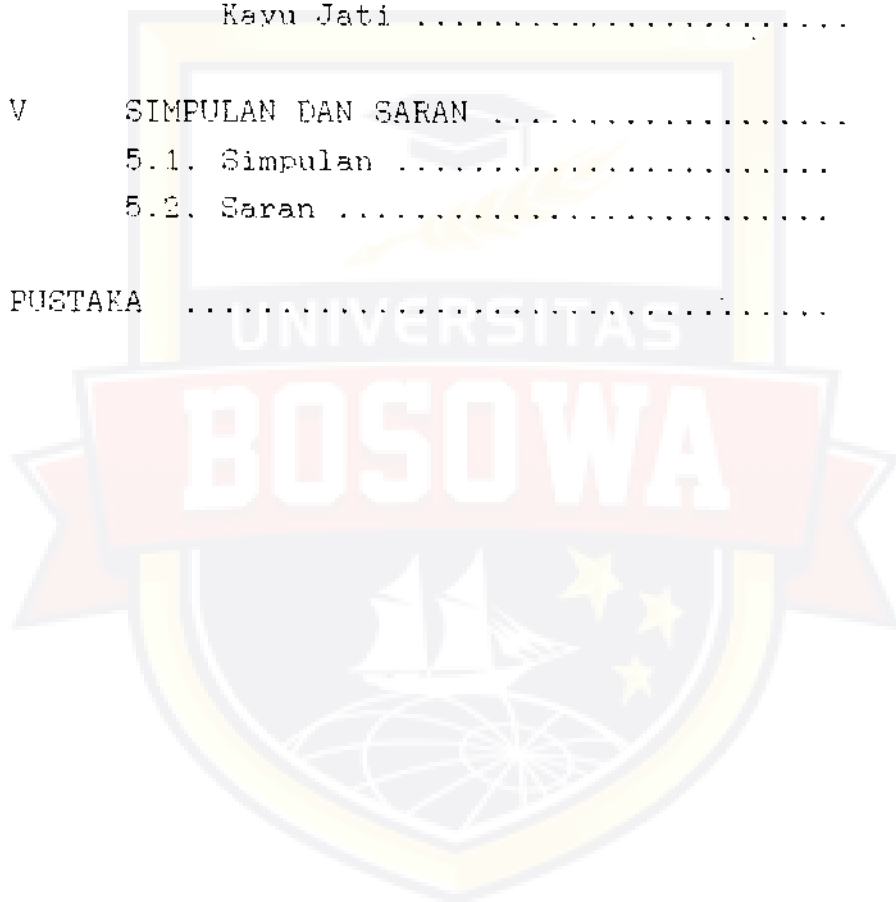 Kayu Jati ........................
V SIMPULAN DAN SARAN ....................
5.1. Simpulan ........................
5.2. Saran ...........................
PUSTAKA ...................................
UNIVERSITAS
BOSOWA